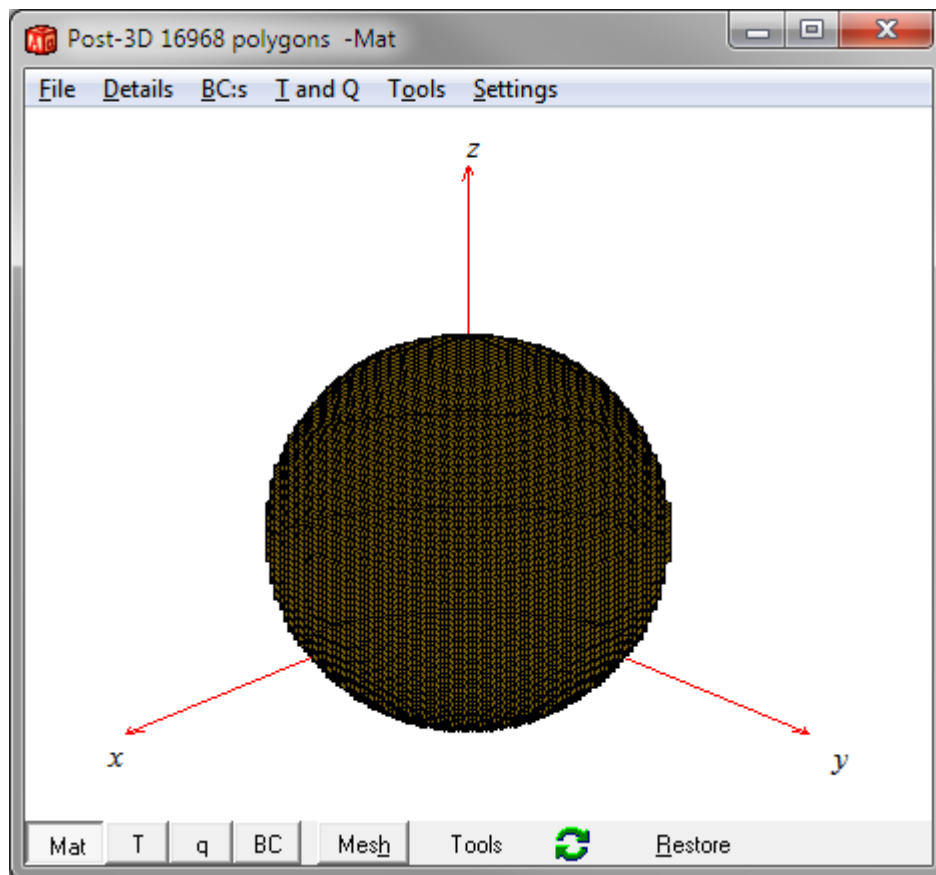 Post-3D 16968 polygons -Mat
File Details BC:s T and Q Tools Settings
z
x
y
Mat T q BC Mesh Tools Restore